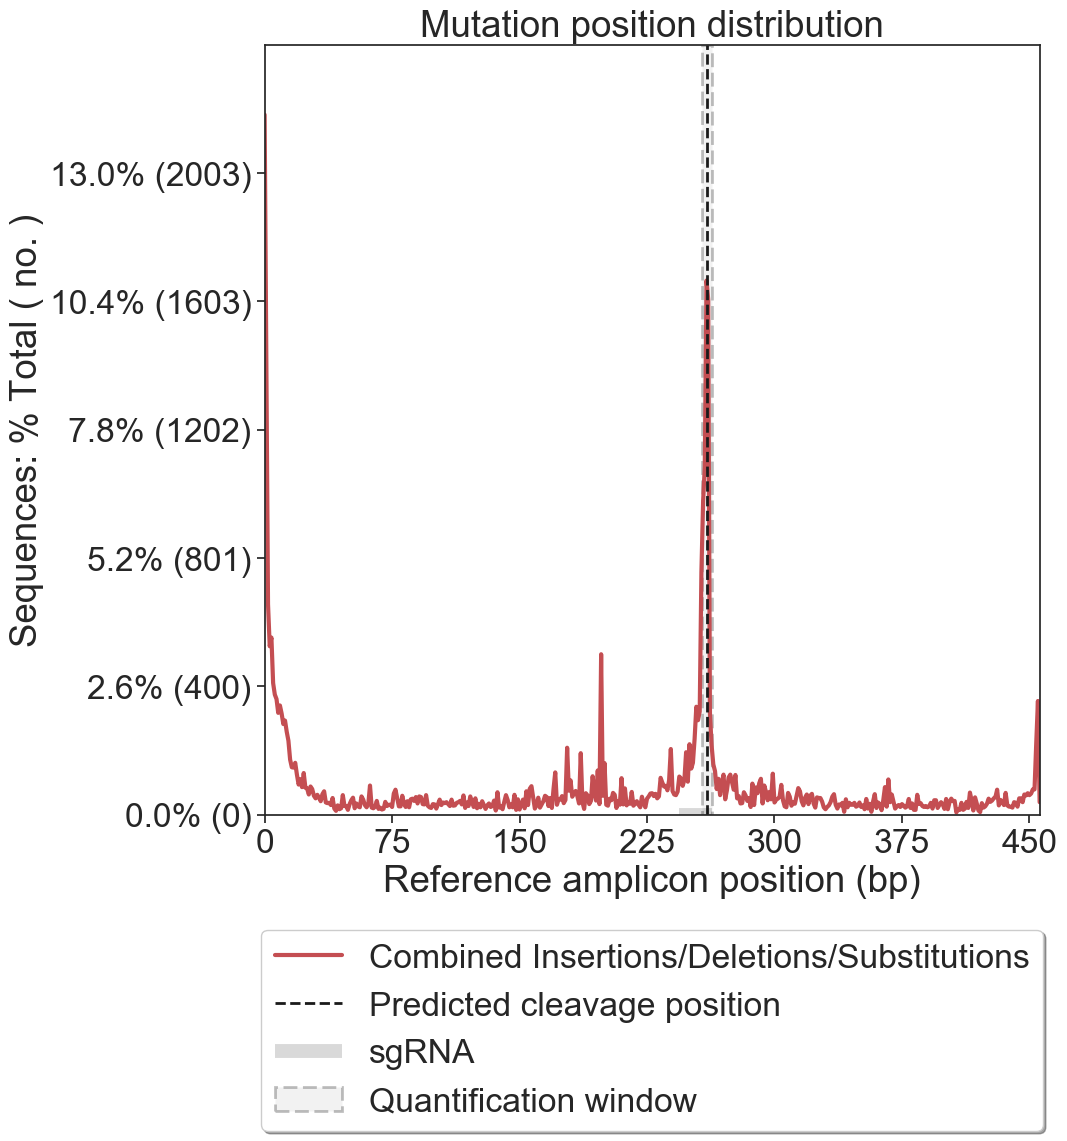 Mutation position distribution
Sequences: % Total ( no. )
13.0% (2003)
10.4% (1603)
7.8% (1202)
5.2% (801)
2.6% (400)
0.0% (0)
0 75 150 225 300 375 450
Reference amplicon position (bp)
Combined Insertions/Deletions/Substitutions
Predicted cleavage position
sgRNA
Quantification window